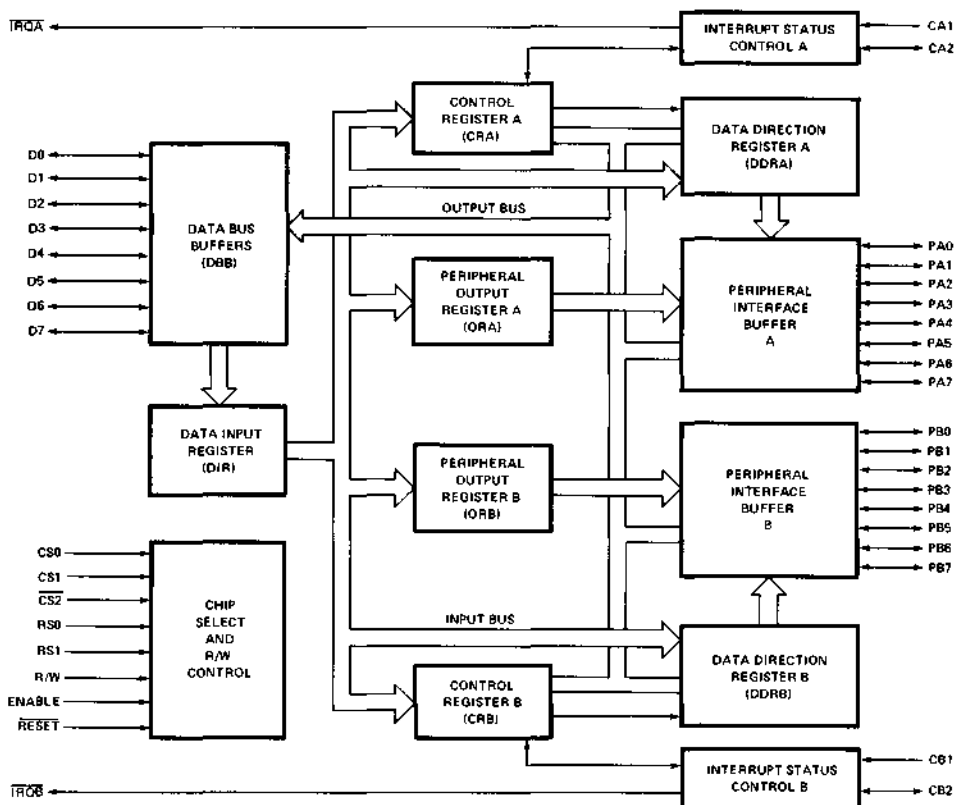 IRQA
INTERRUPT STATUS
CONTROL A
CA1
CA2
CONTROL
REGISTER A
(CRA)
DATA DIRECTION
REGISTER A
(DDRA)
D0
D1
D2
D3
D4
D5
D6
D7
DATA BUS
BUFFERS
(DBB)
OUTPUT BUS
PERIPHERAL
OUTPUT
REGISTER A
(ORA)
PERIPHERAL
INTERFACE
BUFFER
A
PA0
PA1
PA2
PA3
PA4
PA5
PA6
PA7
DATA INPUT
REGISTER
(DIR)
PERIPHERAL
OUTPUT
REGISTER B
(ORB)
PERIPHERAL
INTERFACE
BUFFER
B
PB0
PB1
PB2
PB3
PB4
PB5
PB6
PB7
CS0
CS1
CS2
RS0
RS1
R/W
ENABLE
RESET
CHIP
SELECT
AND
R/W
CONTROL
INPUT BUS
CONTROL
REGISTER B
(CRB)
DATA DIRECTION
REGISTER B
(DDRB)
IRQB
INTERRUPT STATUS
CONTROL B
CB1
CB2